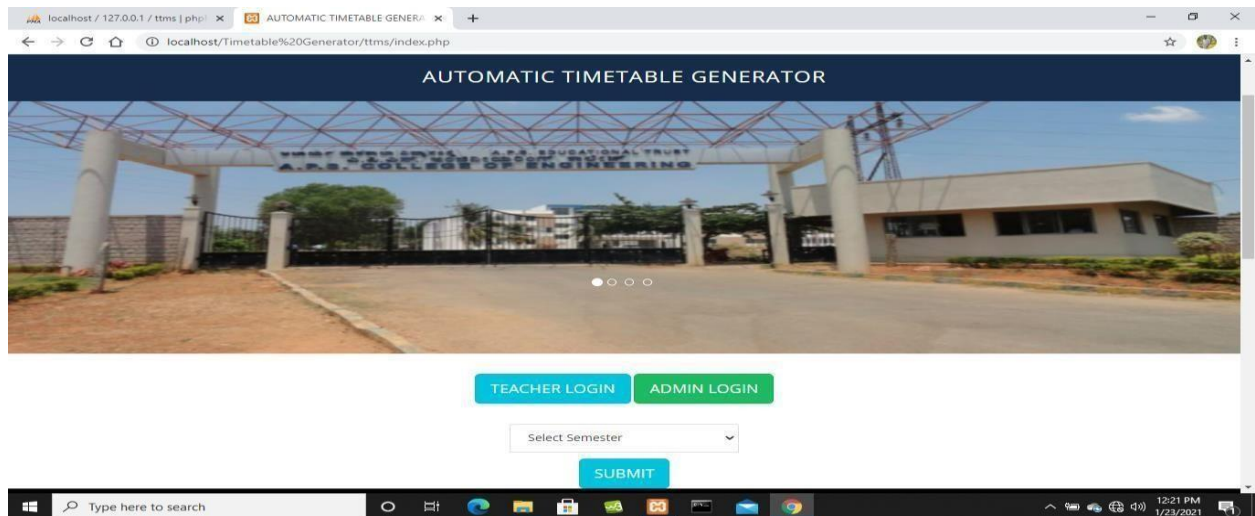 localhost / 127.0.0.1 / ttms | php
AUTOMATIC TIMETABLE GENERA
localhost/Timetable%20Generator/ttms/index.php
AUTOMATIC TIMETABLE GENERATOR
A.P.S. EDUCATIONAL TRUST
A.P.S. COLLEGE OF ENGINEERING
TEACHER LOGIN
ADMIN LOGIN
Select Semester
SUBMIT
Type here to search
12:21 PM
1/23/2021